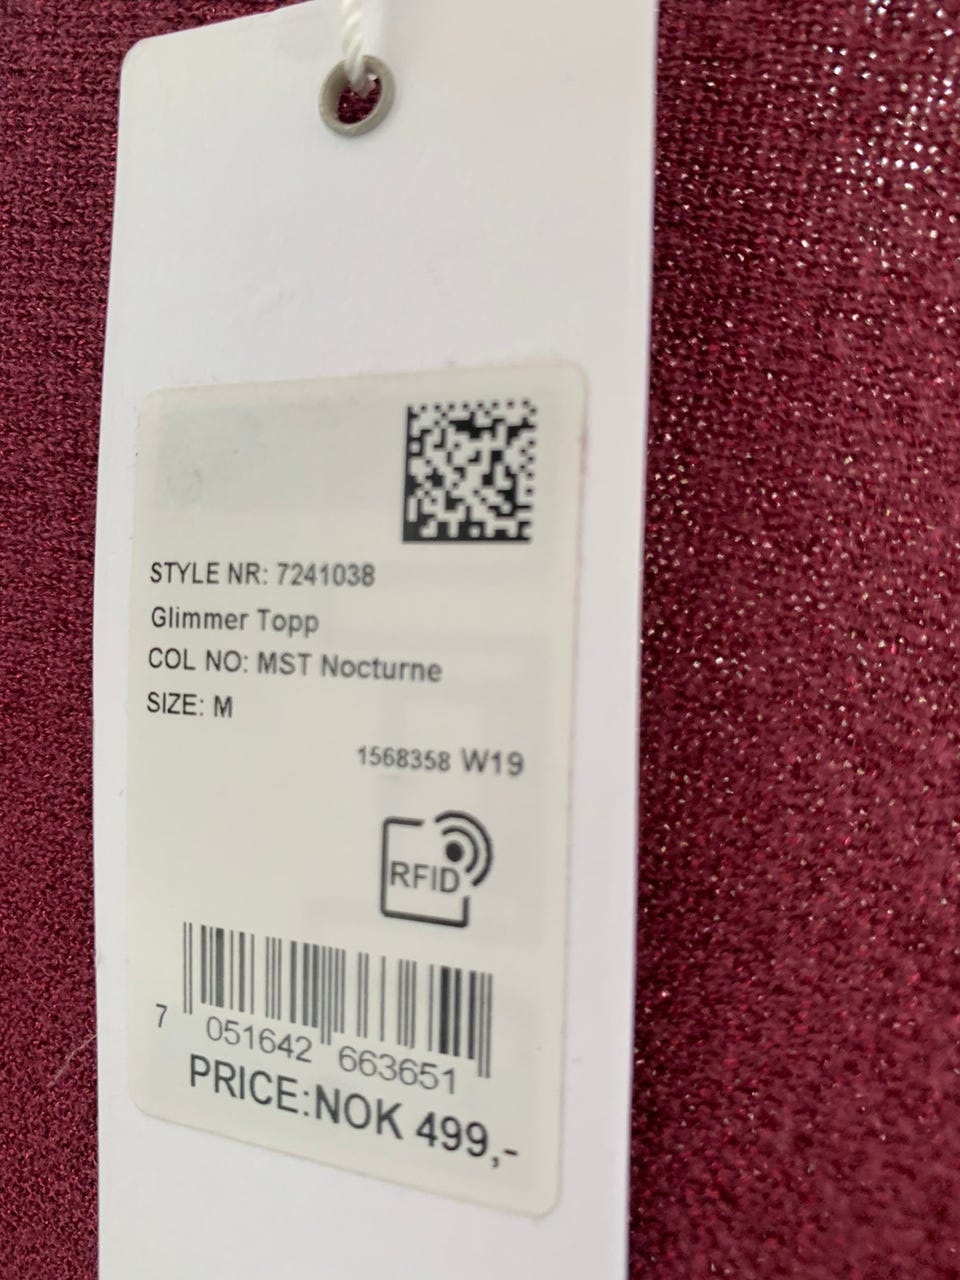 STYLE NR: 7241038
Glimmer Topp
COL NO: MST Nocturne
SIZE: M
1568358 W19
RFID
7 051642 663651
PRICE:NOK 499,-